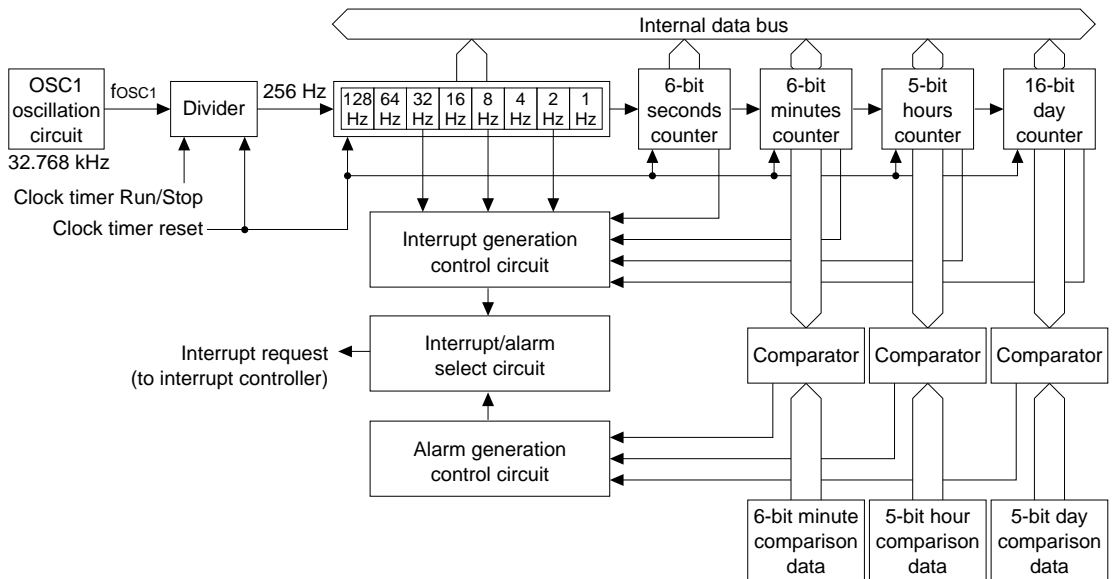 Internal data bus
OSC1
oscillation
circuit
32.768 kHz
fOSC1
Divider
256 Hz
128 Hz
64 Hz
32 Hz
16 Hz
8 Hz
4 Hz
2 Hz
1 Hz
6-bit
seconds
counter
6-bit
minutes
counter
5-bit
hours
counter
16-bit
day
counter
Clock timer Run/Stop
Clock timer reset
Interrupt generation
control circuit
Interrupt/alarm
select circuit
Interrupt request
(to interrupt controller)
Comparator
Comparator
Comparator
Alarm generation
control circuit
6-bit minute
comparison
data
5-bit hour
comparison
data
5-bit day
comparison
data